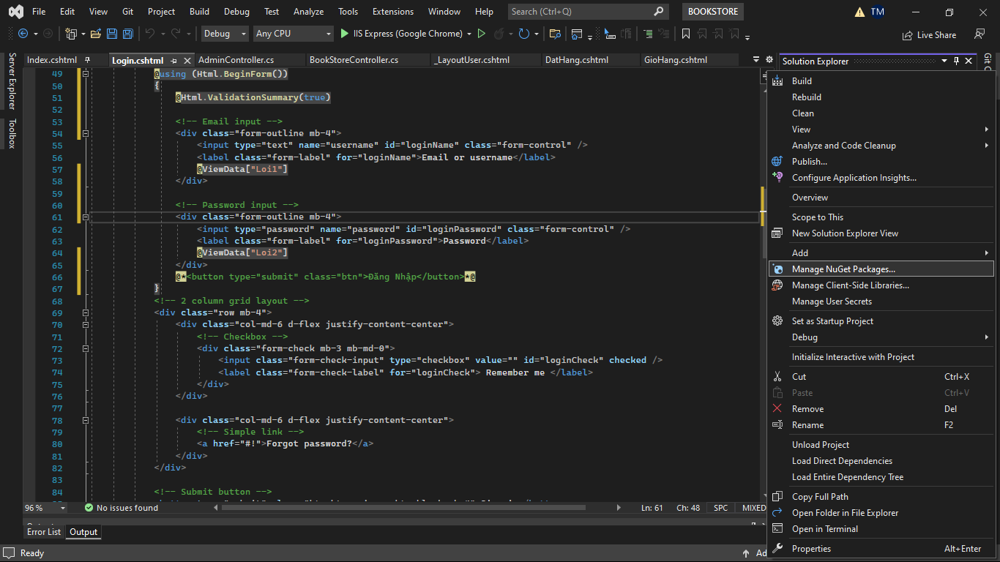 File Edit View Git Project Build Debug Test Analyze Tools Extensions Window Help Search (Ctrl+Q) BOOKSTORE TM
Debug Any CPU IIS Express (Google Chrome) Live Share
Server Explorer
Toolbox
Index.cshtml Login.cshtml AdminController.cs BookStoreController.cs _LayoutUser.cshtml DatHang.cshtml GioHang.cshtml
49 @using (Html.BeginForm())
50 {
51 @Html.ValidationSummary(true)
52
53 <!-- Email input -->
54 <div class="form-outline mb-4">
55 <input type="text" name="username" id="loginName" class="form-control" />
56 <label class="form-label" for="loginName">Email or username</label>
57 @ViewData["Loi1"]
58 </div>
59
60 <!-- Password input -->
61 <div class="form-outline mb-4">
62 <input type="password" name="password" id="loginPassword" class="form-control" />
63 <label class="form-label" for="loginPassword">Password</label>
64 @ViewData["Loi2"]
65 </div>
66 @*<button type="submit" class="btn">Đăng Nhập</button>*@
67 }
68 <!-- 2 column grid layout -->
69 <div class="row mb-4">
70 <div class="col-md-6 d-flex justify-content-center">
71 <!-- Checkbox -->
72 <div class="form-check mb-3 mb-md-0">
73 <input class="form-check-input" type="checkbox" value="" id="loginCheck" checked />
74 <label class="form-check-label" for="loginCheck"> Remember me </label>
75 </div>
76 </div>
77
78 <div class="col-md-6 d-flex justify-content-center">
79 <!-- Simple link -->
80 <a href="#!">Forgot password?</a>
81 </div>
82 </div>
83
84 <!-- Submit button -->
96 % No issues found Ln: 61 Ch: 48 SPC MIXED
Error List Output
Ready
Solution Explorer
Git C
Build
Rebuild
Clean
View
Analyze and Code Cleanup
Publish...
Configure Application Insights...
Overview
Scope to This
New Solution Explorer View
Add
Manage NuGet Packages...
Manage Client-Side Libraries...
Manage User Secrets
Set as Startup Project
Debug
Initialize Interactive with Project
Cut Ctrl+X
Paste Ctrl+V
Remove Del
Rename F2
Unload Project
Load Direct Dependencies
Load Entire Dependency Tree
Copy Full Path
Open Folder in File Explorer
Open in Terminal
Properties Alt+Enter